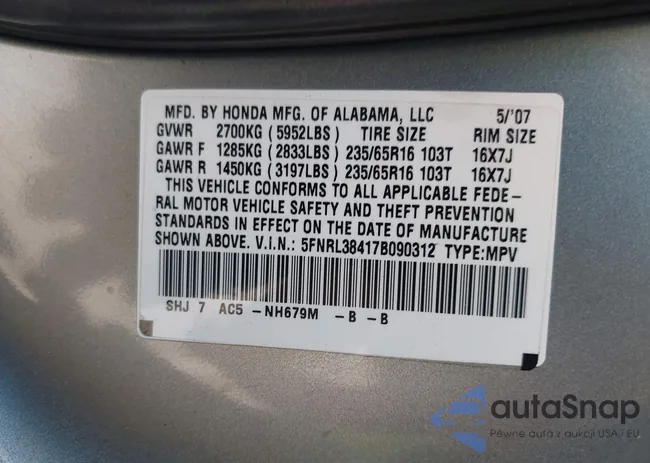 MFD. BY HONDA MFG. OF ALABAMA, LLC 5/'07
GVWR 2700KG (5952LBS) TIRE SIZE RIM SIZE
GAWR F 1285KG (2833LBS) 235/65R16 103T 16X7J
GAWR R 1450KG (3197LBS) 235/65R16 103T 16X7J
THIS VEHICLE CONFORMS TO ALL APPLICABLE FEDE-
RAL MOTOR VEHICLE SAFETY AND THEFT PREVENTION
STANDARDS IN EFFECT ON THE DATE OF MANUFACTURE
SHOWN ABOVE. V.I.N.: 5FNRL38417B090312 TYPE:MPV
SHJ 7 AC5 -NH679M -B -B
autaSnap
Pewne auta z aukcji USA / EU